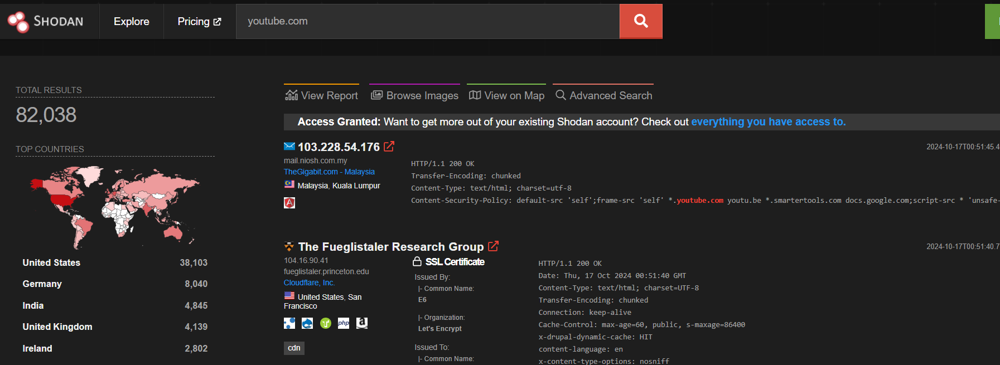 SHODAN
Explore
Pricing
youtube.com
TOTAL RESULTS
82,038
TOP COUNTRIES
United States 38,103
Germany 8,040
India 4,845
United Kingdom 4,139
Ireland 2,802
View Report
Browse Images
View on Map
Advanced Search
Access Granted: Want to get more out of your existing Shodan account? Check out everything you have access to.
103.228.54.176
2024-10-17T00:51:45.4
mail.niosh.com.my
TheGigabit.com - Malaysia
Malaysia, Kuala Lumpur
HTTP/1.1 200 OK
Transfer-Encoding: chunked
Content-Type: text/html; charset=utf-8
Content-Security-Policy: default-src 'self';frame-src 'self' *.youtube.com youtu.be *.smartertools.com docs.google.com;script-src * 'unsafe-
The Fueglistaler Research Group
2024-10-17T00:51:40.7
104.16.90.41
fueglistaler.princeton.edu
Cloudflare, Inc.
United States, San
Francisco
php
a
cdn
SSL Certificate
Issued By:
|- Common Name:
E6
|- Organization:
Let's Encrypt
Issued To:
|- Common Name:
HTTP/1.1 200 OK
Date: Thu, 17 Oct 2024 00:51:40 GMT
Content-Type: text/html; charset=UTF-8
Transfer-Encoding: chunked
Connection: keep-alive
Cache-Control: max-age=60, public, s-maxage=86400
x-drupal-dynamic-cache: HIT
content-language: en
x-content-type-options: nosniff